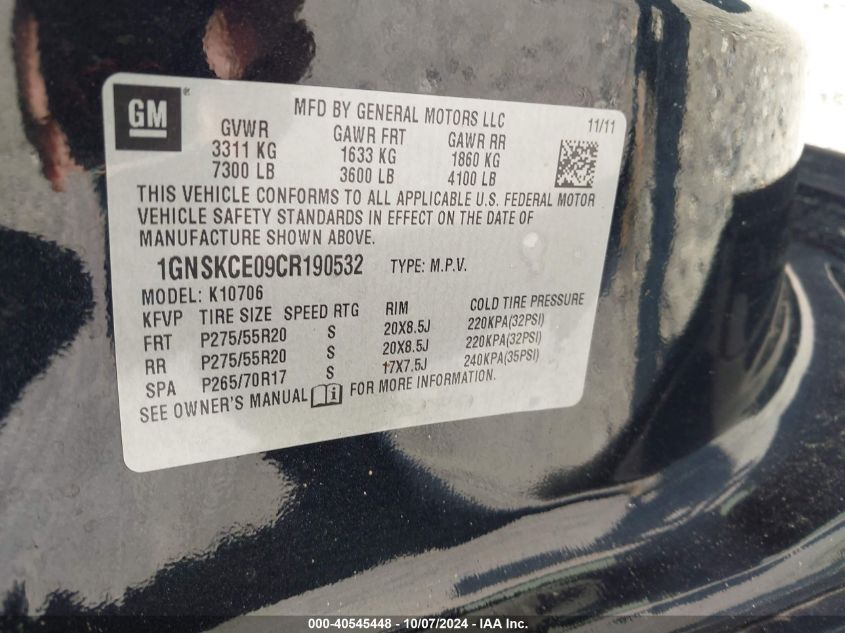 GM ®
MFD BY GENERAL MOTORS LLC
11/11
GVWR GAWR FRT GAWR RR
3311 KG 1633 KG 1860 KG
7300 LB 3600 LB 4100 LB
THIS VEHICLE CONFORMS TO ALL APPLICABLE U.S. FEDERAL MOTOR
VEHICLE SAFETY STANDARDS IN EFFECT ON THE DATE OF
MANUFACTURE SHOWN ABOVE.
1GNSKCE09CR190532 TYPE: M.P.V.
MODEL: K10706
KFVP TIRE SIZE SPEED RTG RIM COLD TIRE PRESSURE
FRT P275/55R20 S 20X8.5J 220KPA(32PSI)
RR P275/55R20 S 20X8.5J 220KPA(32PSI)
SPA P265/70R17 S 17X7.5J 240KPA(35PSI)
SEE OWNER'S MANUAL i FOR MORE INFORMATION.
000-40545448 - 10/07/2024 - IAA Inc.